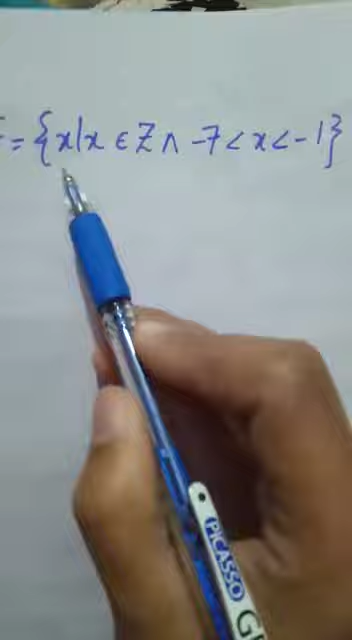 = {x|x ∈ Z ∧ -7 < x < -1}
PICASSO
G